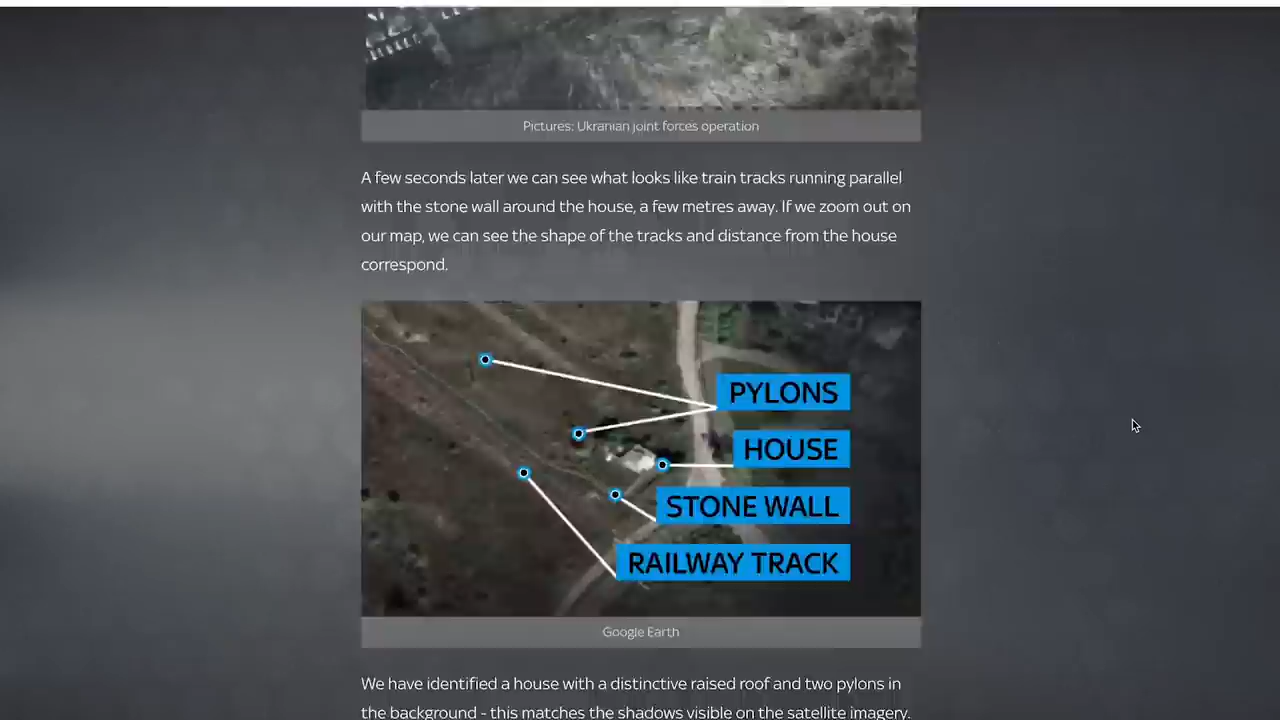 Pictures: Ukranian joint forces operation
A few seconds later we can see what looks like train tracks running parallel
with the stone wall around the house, a few metres away. If we zoom out on
our map, we can see the shape of the tracks and distance from the house
correspond.
PYLONS
HOUSE
STONE WALL
RAILWAY TRACK
Google Earth
We have identified a house with a distinctive raised roof and two pylons in
the background - this matches the shadows visible on the satellite imagery.